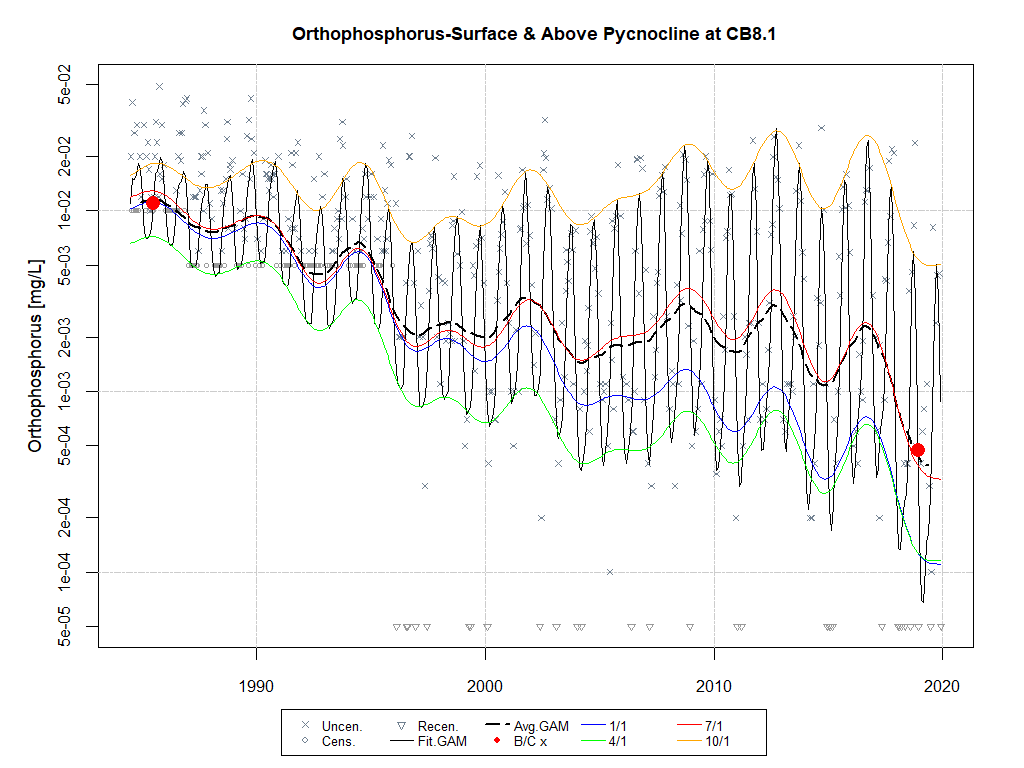 Orthophosphorus-Surface & Above Pycnocline at CB8.1
Orthophosphorus [mg/L]
5e-02
2e-02
1e-02
5e-03
2e-03
1e-03
5e-04
2e-04
1e-04
5e-05
1990 2000 2010 2020
Uncen. Recen. Avg.GAM 1/1 7/1
Cens. Fit.GAM B/C x 4/1 10/1